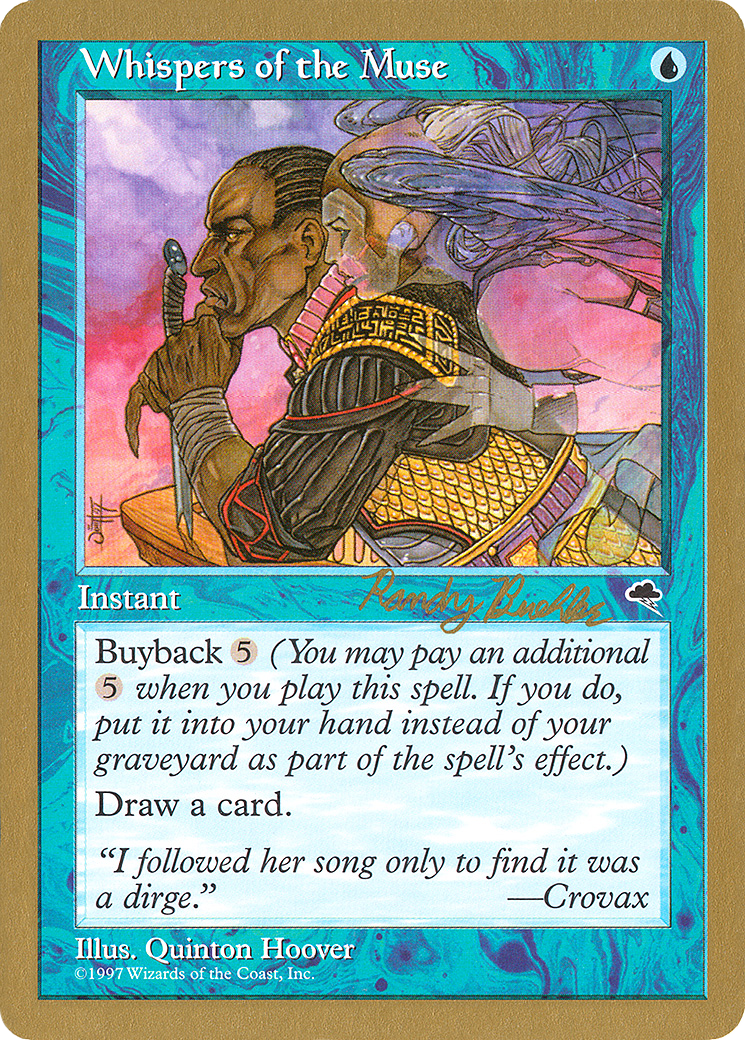 Whispers of the Muse
Instant
Randy Buehler
Buyback 5 (You may pay an additional
5 when you play this spell. If you do,
put it into your hand instead of your
graveyard as part of the spell's effect.)
Draw a card.
“I followed her song only to find it was
a dirge.” —Crovax
Illus. Quinton Hoover
©1997 Wizards of the Coast, Inc.